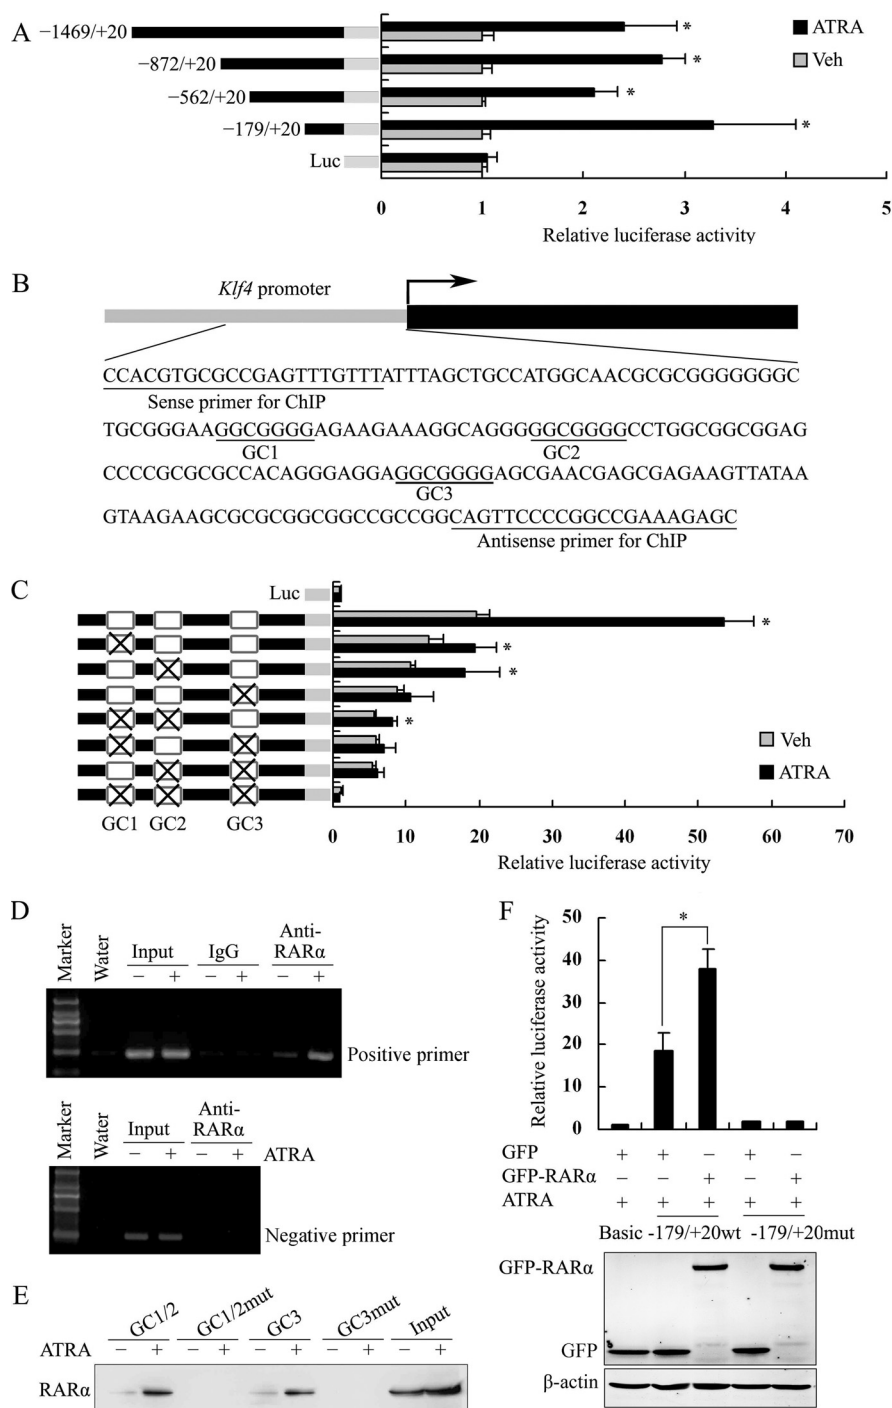 A
−1469/+20
−872/+20
−562/+20
−179/+20
Luc
* * * *
ATRA
Veh
0 1 2 3 4 5
Relative luciferase activity
B
Klf4 promoter
CCACGTGCGCCGAGTTTGTTTATTTAGCTGCCATGGCAACGCGCGGGGGGGC
Sense primer for ChIP
TGCGGGAAGGCGGGGAGAAGAAAGGCAGGGGGGCGGGGCCTGGCGGCGGAG
GC1 GC2
CCCCGCGCGCCACAGGGAGGAGGCGGGGAGCGAACGAGCGAGAAGTTATAA
GC3
GTAAGAAGCGCGCGGCGGCCGCCGGCAGTTCCCCGGCCGAAAGAGC
Antisense primer for ChIP
C
Luc
* * * *
Veh
ATRA
GC1 GC2 GC3
0 10 20 30 40 50 60 70
Relative luciferase activity
D
Marker Water Input IgG Anti-RARα
− + − + − +
Positive primer
Marker Water Input Anti-RARα
− + − + ATRA
Negative primer
E
GC1/2 GC1/2mut GC3 GC3mut Input
ATRA − + − + − + − + − +
RARα
F
Relative luciferase activity
50
40
30
20
10
0
*
GFP + + − + −
GFP-RARα − − + − +
ATRA + + + + +
Basic -179/+20wt -179/+20mut
GFP-RARα
GFP
β-actin